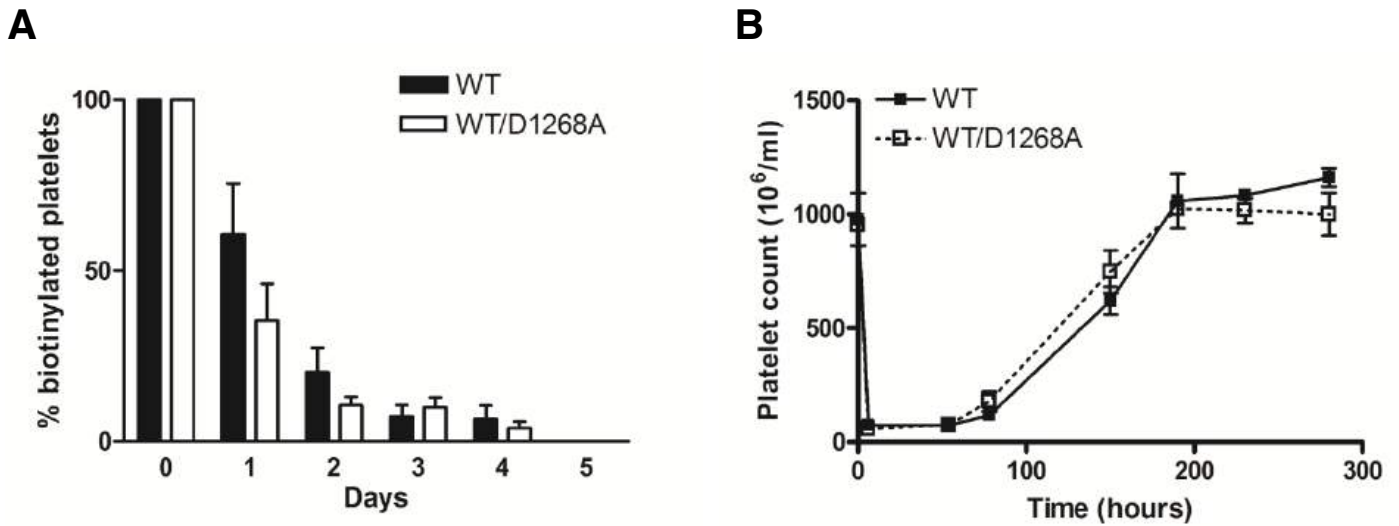 A
WT
WT/D1268A
% biotinylated platelets
100
50
0
0 1 2 3 4 5
Days
B
WT
WT/D1268A
Platelet count (10⁶/ml)
1500
1000
500
0
0 100 200 300
Time (hours)